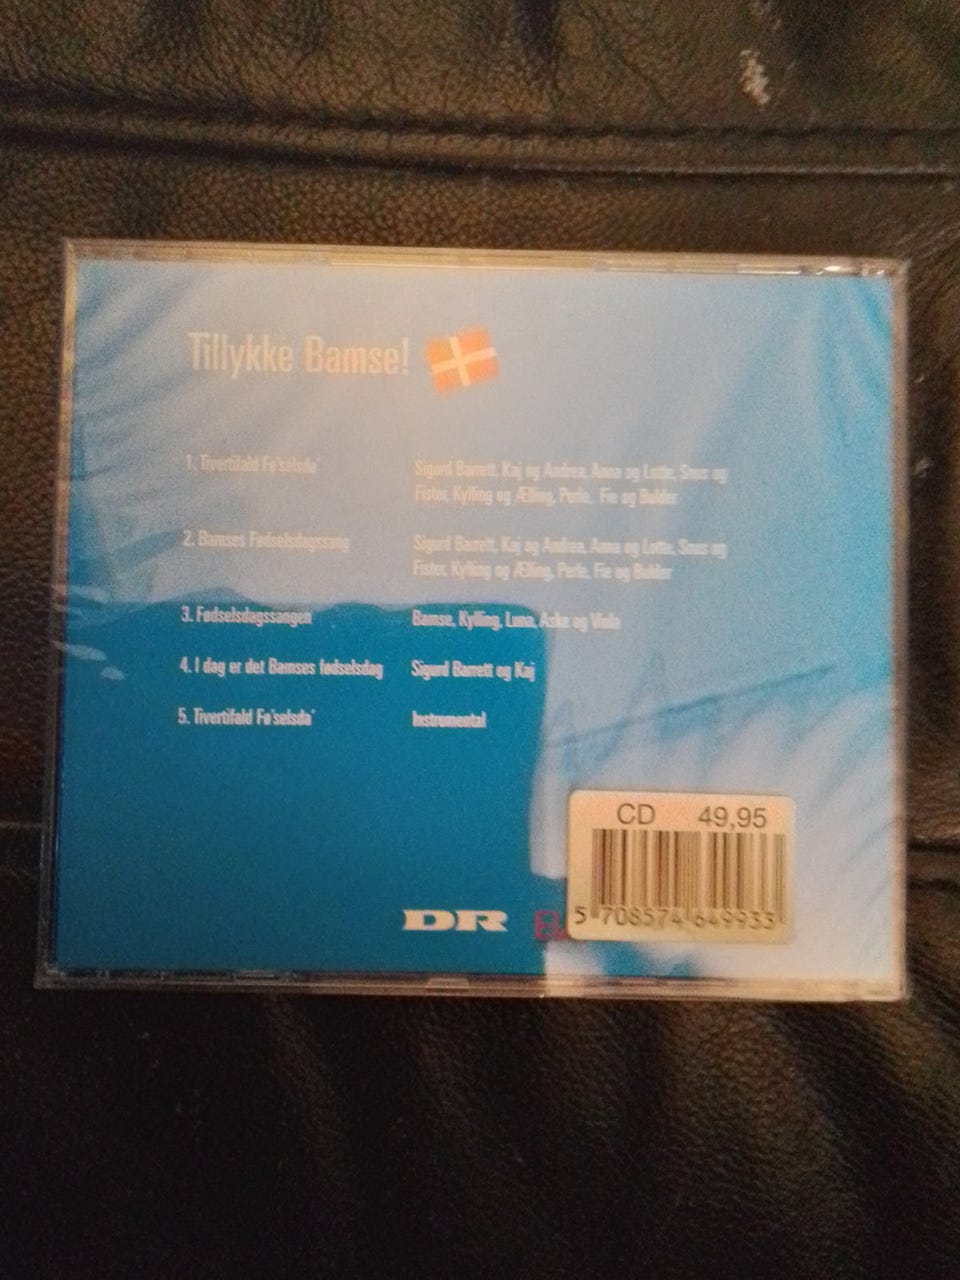 Tillykke Bamse!
1. Tivertifald Fø'selsda'
Sigurd Barrett, Kaj og Andrea, Anna og Lotte, Snus og
Fister, Kylling og Ælling, Perle, Fie og Bulder
2. Bamses Fødselsdagssang
Sigurd Barrett, Kaj og Andrea, Anna og Lotte, Snus og
Fister, Kylling og Ælling, Perle, Fie og Bulder
3. Fødselsdagssangen
Bamse, Kylling, Luna, Aske og Viola
4. I dag er det Bamses fødselsdag
Sigurd Barrett og Kaj
5. Tivertifald Fø'selsda'
Instrumental
CD 49,95
5 708574 649933
DR